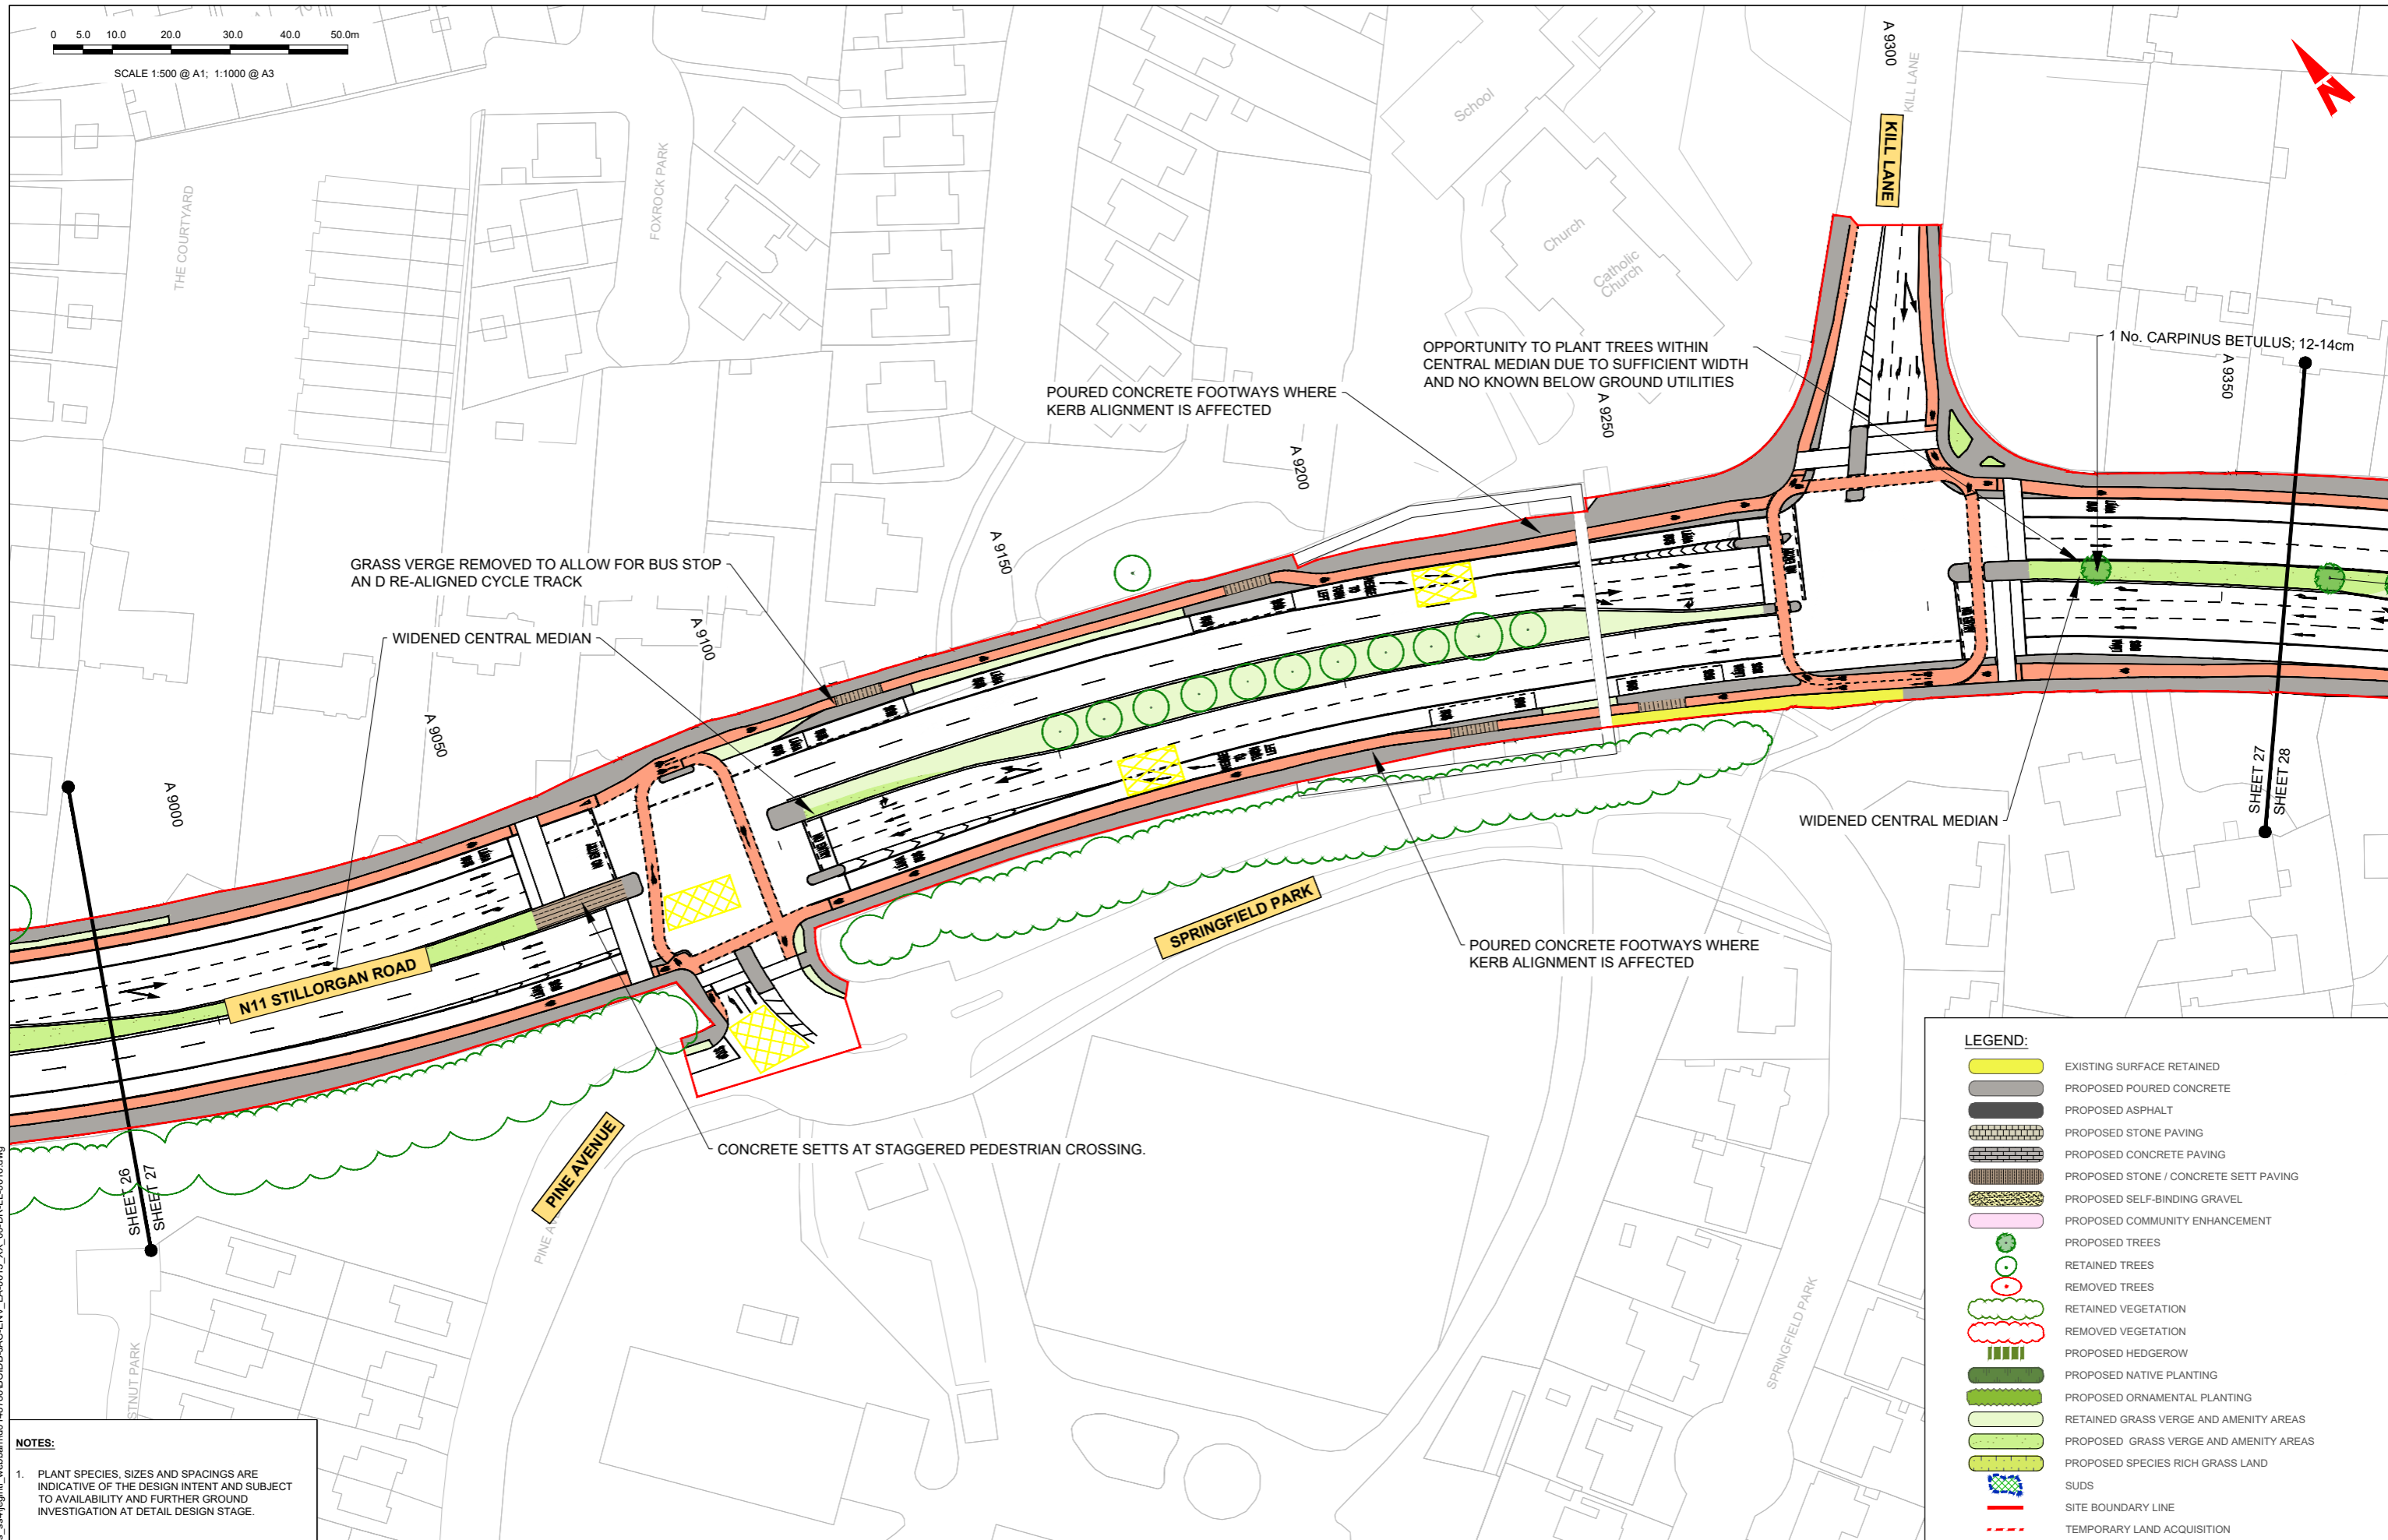 0 5.0 10.0 20.0 30.0 40.0 50.0m
SCALE 1:500 @ A1; 1:1000 @ A3
THE COURTYARD
FOXROCK PARK
School
Church
Catholic
Church
A 9300
KILL LANE
KILL LANE
N
1 No. CARPINUS BETULUS; 12-14cm
A 9350
OPPORTUNITY TO PLANT TREES WITHIN
CENTRAL MEDIAN DUE TO SUFFICIENT WIDTH
AND NO KNOWN BELOW GROUND UTILITIES
POURED CONCRETE FOOTWAYS WHERE
KERB ALIGNMENT IS AFFECTED
A 9250
A 9200
A 9150
GRASS VERGE REMOVED TO ALLOW FOR BUS STOP
AN D RE-ALIGNED CYCLE TRACK
WIDENED CENTRAL MEDIAN
A 9100
A 9050
A 9000
N11 STILLORGAN ROAD
SPRINGFIELD PARK
WIDENED CENTRAL MEDIAN
SHEET 27
SHEET 28
POURED CONCRETE FOOTWAYS WHERE
KERB ALIGNMENT IS AFFECTED
CONCRETE SETTS AT STAGGERED PEDESTRIAN CROSSING.
PINE AVENUE
SHEET 26
SHEET 27
SPRINGFIELD PARK
LEGEND:
EXISTING SURFACE RETAINED
PROPOSED POURED CONCRETE
PROPOSED ASPHALT
PROPOSED STONE PAVING
PROPOSED CONCRETE PAVING
PROPOSED STONE / CONCRETE SETT PAVING
PROPOSED SELF-BINDING GRAVEL
PROPOSED COMMUNITY ENHANCEMENT
PROPOSED TREES
RETAINED TREES
REMOVED TREES
RETAINED VEGETATION
REMOVED VEGETATION
PROPOSED HEDGEROW
PROPOSED NATIVE PLANTING
PROPOSED ORNAMENTAL PLANTING
RETAINED GRASS VERGE AND AMENITY AREAS
PROPOSED GRASS VERGE AND AMENITY AREAS
PROPOSED SPECIES RICH GRASS LAND
SUDS
SITE BOUNDARY LINE
TEMPORARY LAND ACQUISITION
NOTES:
1. PLANT SPECIES, SIZES AND SPACINGS ARE
INDICATIVE OF THE DESIGN INTENT AND SUBJECT
TO AVAILABILITY AND FURTHER GROUND
INVESTIGATION AT DETAIL DESIGN STAGE.